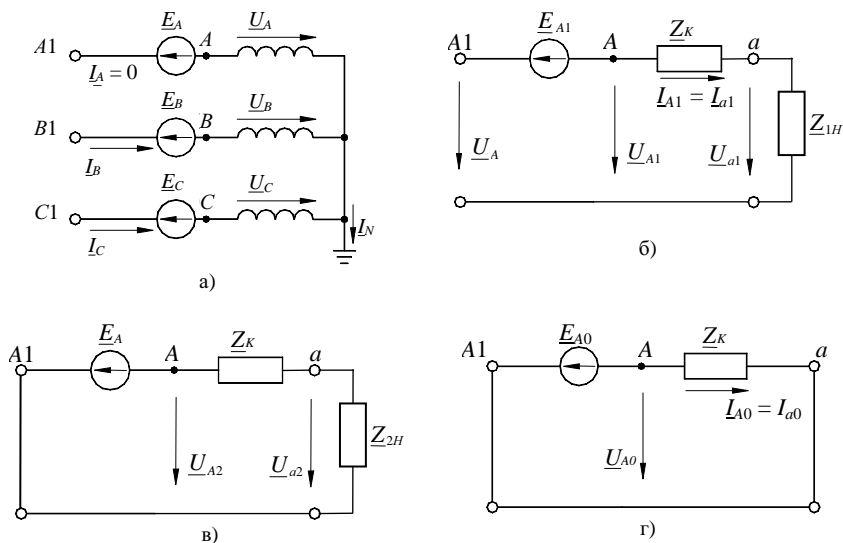 E_A A U_A
A1
I_A = 0
E_B B U_B
B1
I_B
E_C C U_C
C1
I_C I_N
а)
E_A1
A1 A Z_K a
I_A1 = I_a1
U_A U_A1 U_a1 Z_1H
б)
E_A Z_K
A1 A a
U_A2 U_a2 Z_2H
в)
E_A0 A Z_K a
A1
I_A0 = I_a0
U_A0
г)